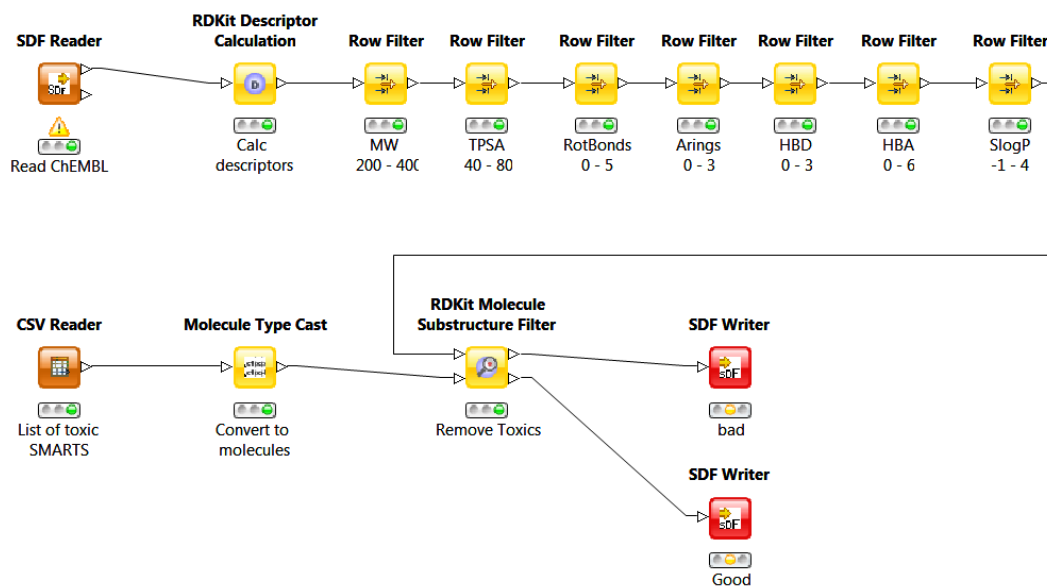 RDKit Descriptor
SDF Reader Calculation Row Filter Row Filter Row Filter Row Filter Row Filter Row Filter Row Filter
SDF D
Read ChEMBL Calc descriptors MW 200 - 400 TPSA 40 - 80 RotBonds 0 - 5 Arings 0 - 3 HBD 0 - 3 HBA 0 - 6 SlogP -1 - 4
RDKit Molecule
CSV Reader Molecule Type Cast Substructure Filter SDF Writer
sDF
List of toxic SMARTS Convert to molecules Remove Toxics bad
SDF Writer
sDF
Good